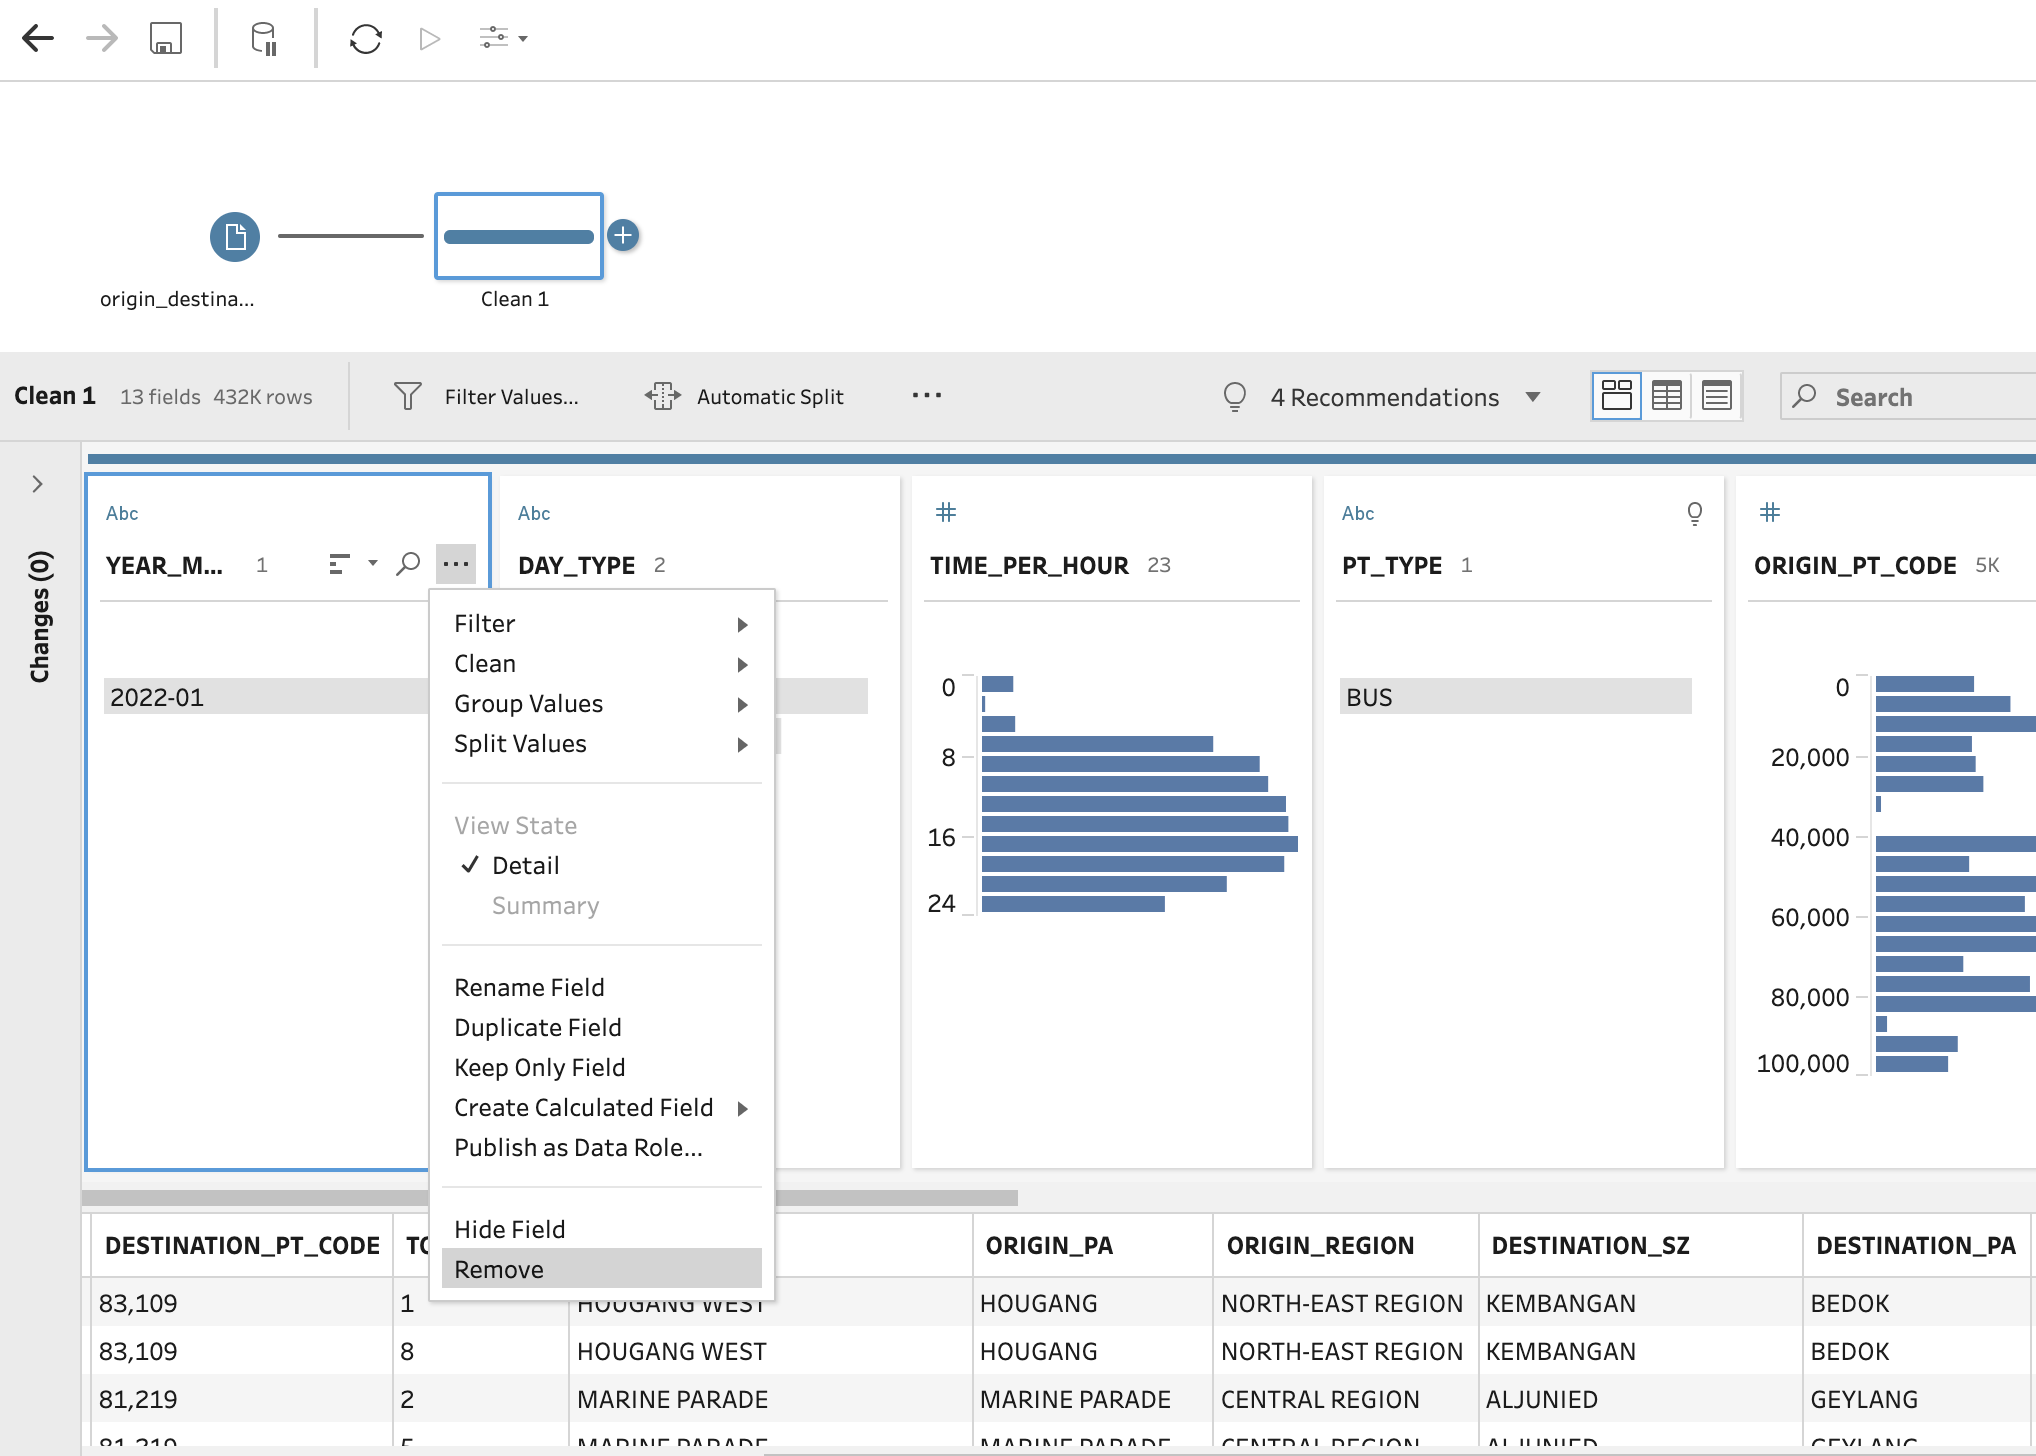 origin_destina...
Clean 1
Clean 1 13 fields 432K rows Filter Values... Automatic Split ... 4 Recommendations Search
Changes (0)
Abc
YEAR_M... 1
2022-01
Abc
DAY_TYPE 2
#
TIME_PER_HOUR 23
0
8
16
24
Abc
PT_TYPE 1
BUS
#
ORIGIN_PT_CODE 5K
0
20,000
40,000
60,000
80,000
100,000
Filter
Clean
Group Values
Split Values
View State
✓ Detail
Summary
Rename Field
Duplicate Field
Keep Only Field
Create Calculated Field
Publish as Data Role...
Hide Field
Remove
DESTINATION_PT_CODE ORIGIN_PA ORIGIN_REGION DESTINATION_SZ DESTINATION_PA
83,109 1 HOUGANG WEST HOUGANG NORTH-EAST REGION KEMBANGAN BEDOK
83,109 8 HOUGANG WEST HOUGANG NORTH-EAST REGION KEMBANGAN BEDOK
81,219 2 MARINE PARADE MARINE PARADE CENTRAL REGION ALJUNIED GEYLANG
81,219 5 MARINE PARADE MARINE PARADE CENTRAL REGION ALJUNIED GEYLANG